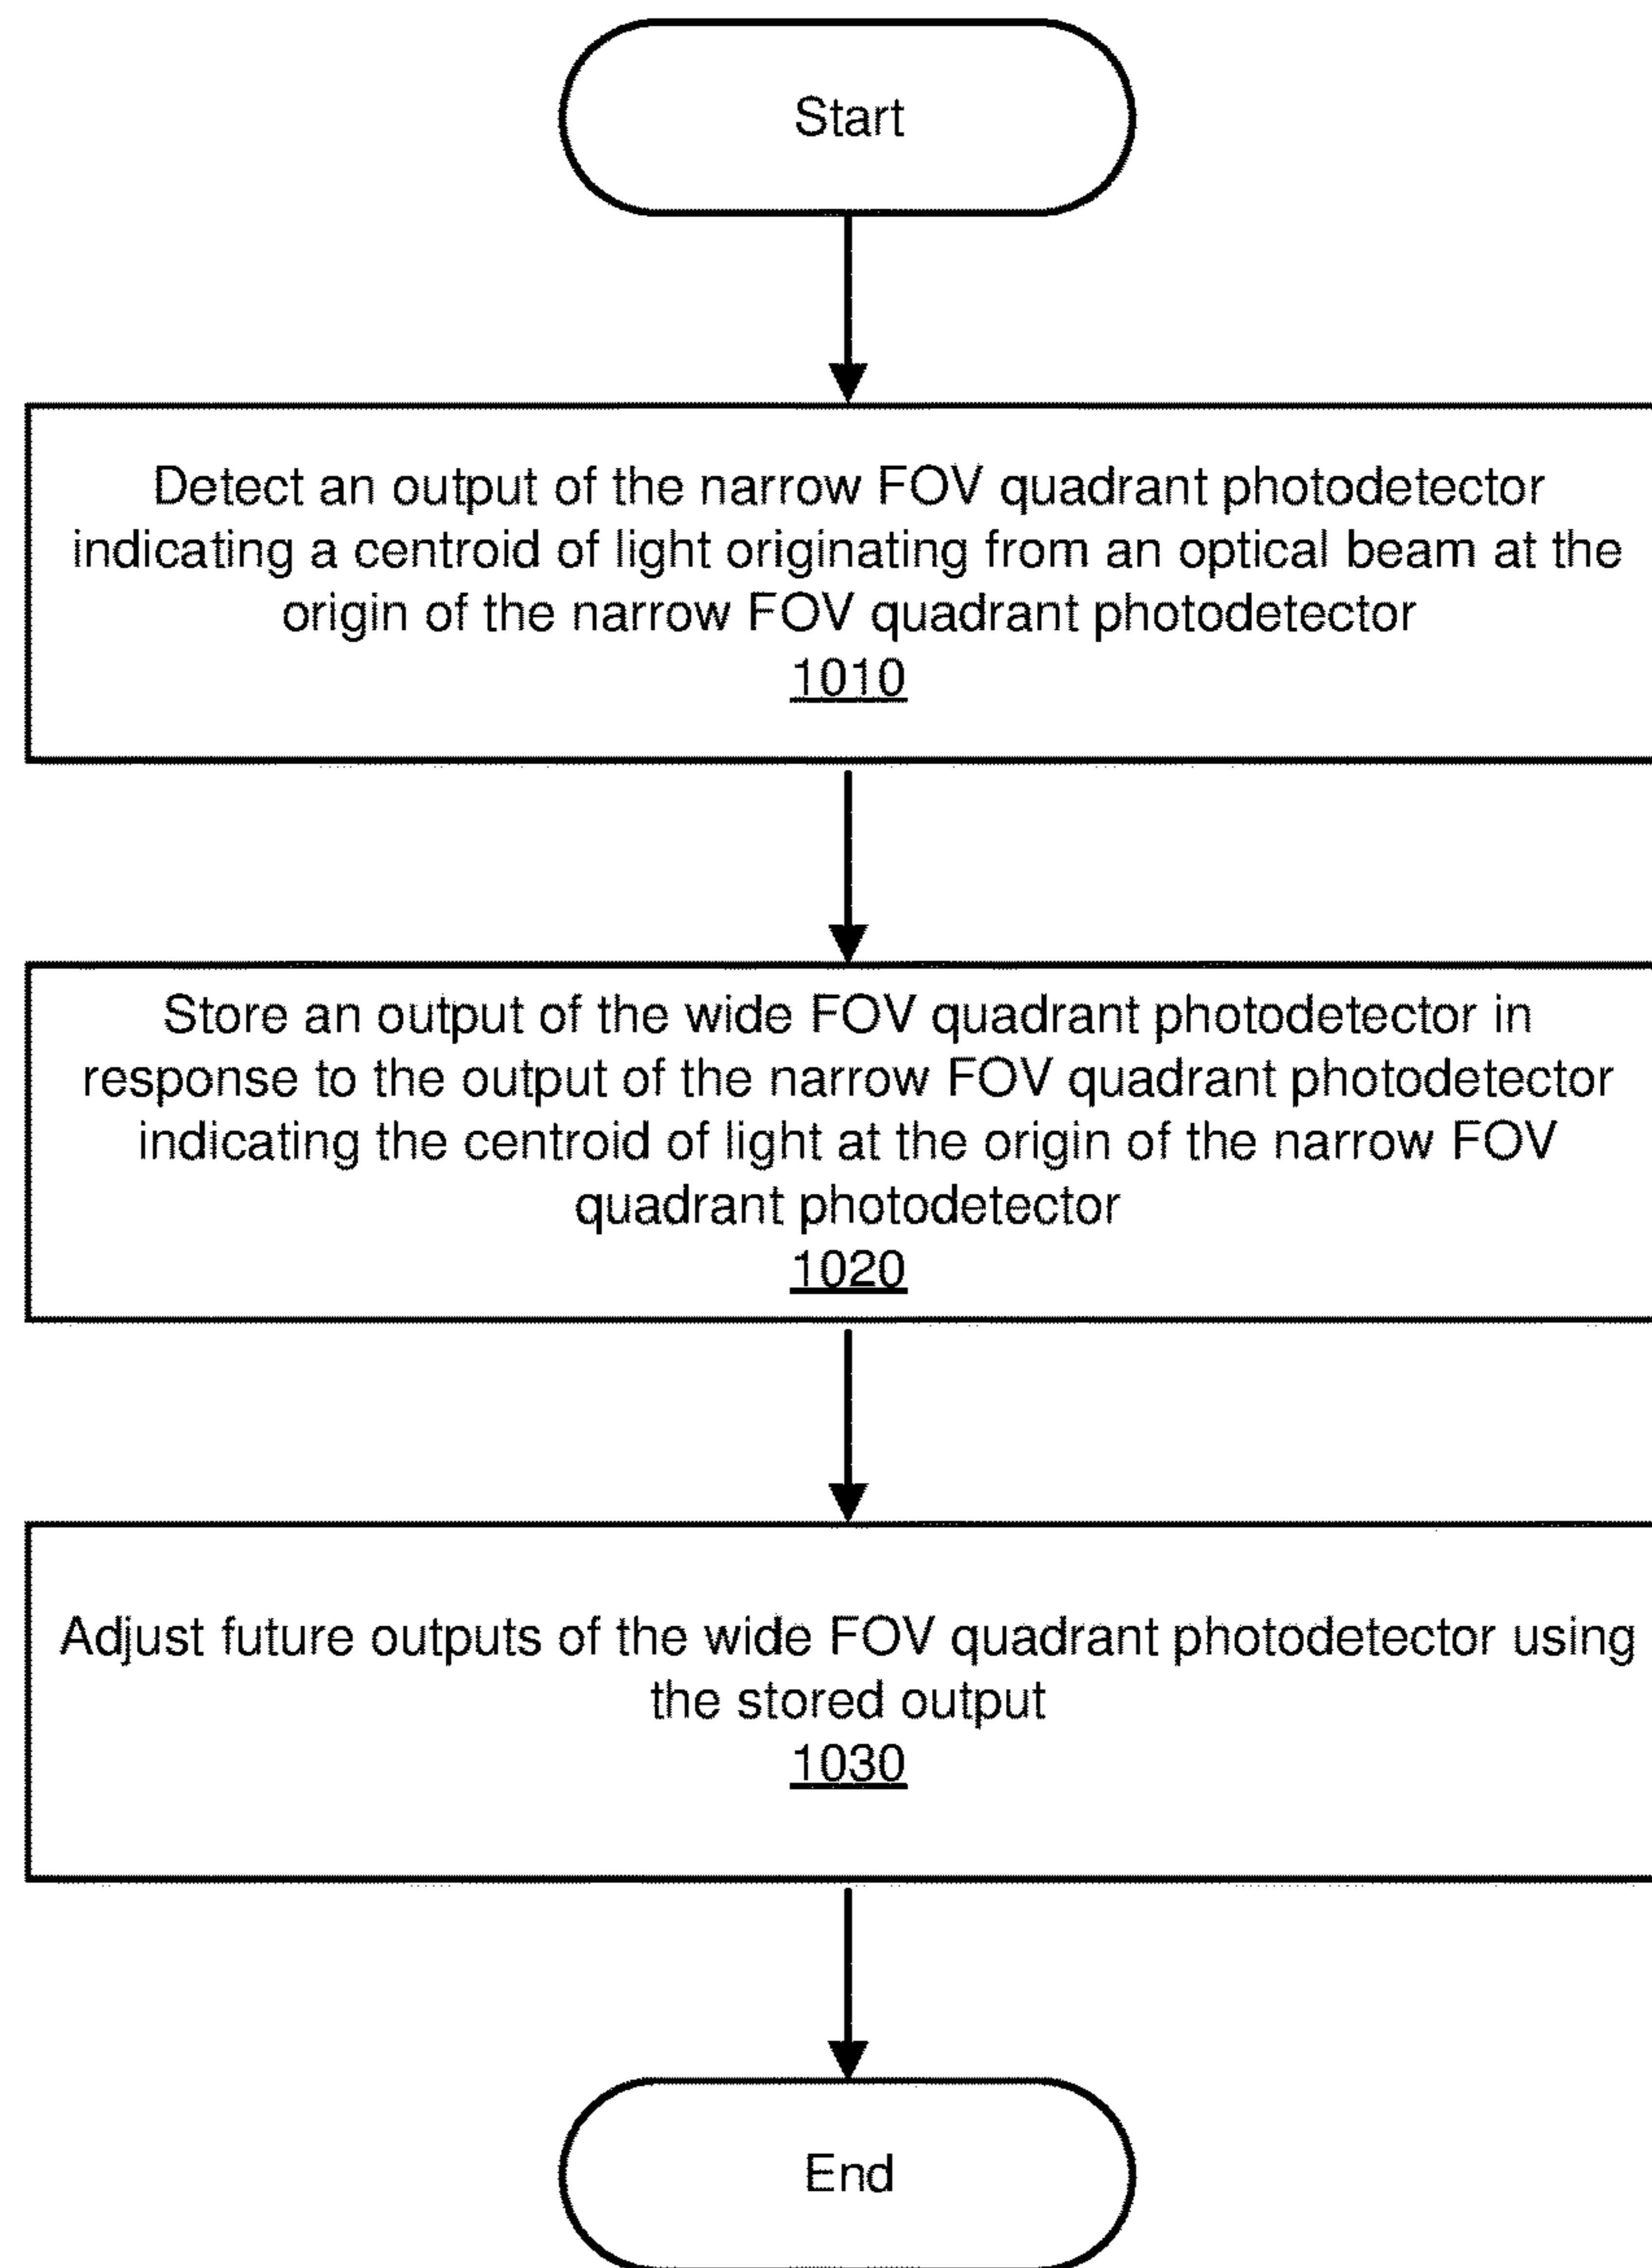 Start
Detect an output of the narrow FOV quadrant photodetector
indicating a centroid of light originating from an optical beam at the
origin of the narrow FOV quadrant photodetector
1010
Store an output of the wide FOV quadrant photodetector in
response to the output of the narrow FOV quadrant photodetector
indicating the centroid of light at the origin of the narrow FOV
quadrant photodetector
1020
Adjust future outputs of the wide FOV quadrant photodetector using
the stored output
1030
End